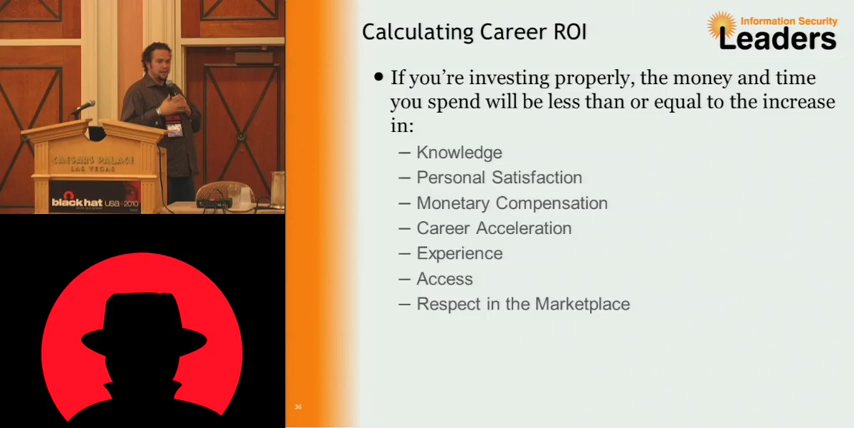 CAESARS PALACE
LAS VEGAS
black hat USA + 2010
Calculating Career ROI
Information Security
Leaders
• If you're investing properly, the money and time
you spend will be less than or equal to the increase
in:
– Knowledge
– Personal Satisfaction
– Monetary Compensation
– Career Acceleration
– Experience
– Access
– Respect in the Marketplace
36